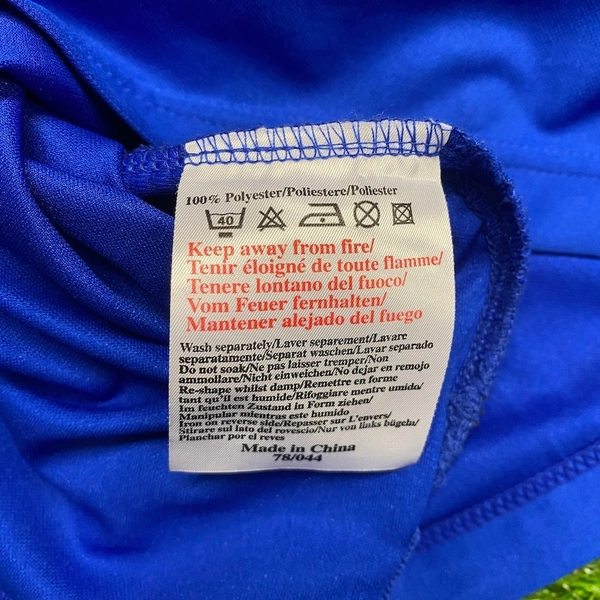 100% Polyester/Poliestere/Poliester
40
Keep away from fire/
Tenir éloigné de toute flamme/
Tenere lontano del fuoco/
Vom Feuer fernhalten/
Mantener alejado del fuego
Wash separately/Laver separement/Lavare
separatamente/Separat waschen/Lavar separado
Do not soak/Ne pas laisser tremper/Non
ammollare/Nicht einweichen/No dejar en remojo
Re-shape whilst damp/Remettre en forme
tant qu'il est humide/Rifoggiare mentre umido/
Im feuchten Zustand in Form ziehen/
Manipular mientras este humido
Iron on reverse side/Repasser sur L'envers/
Stirare sul lato del rovescio/Nur von links bügeln/
Planchar por el reves
Made in China
78/044